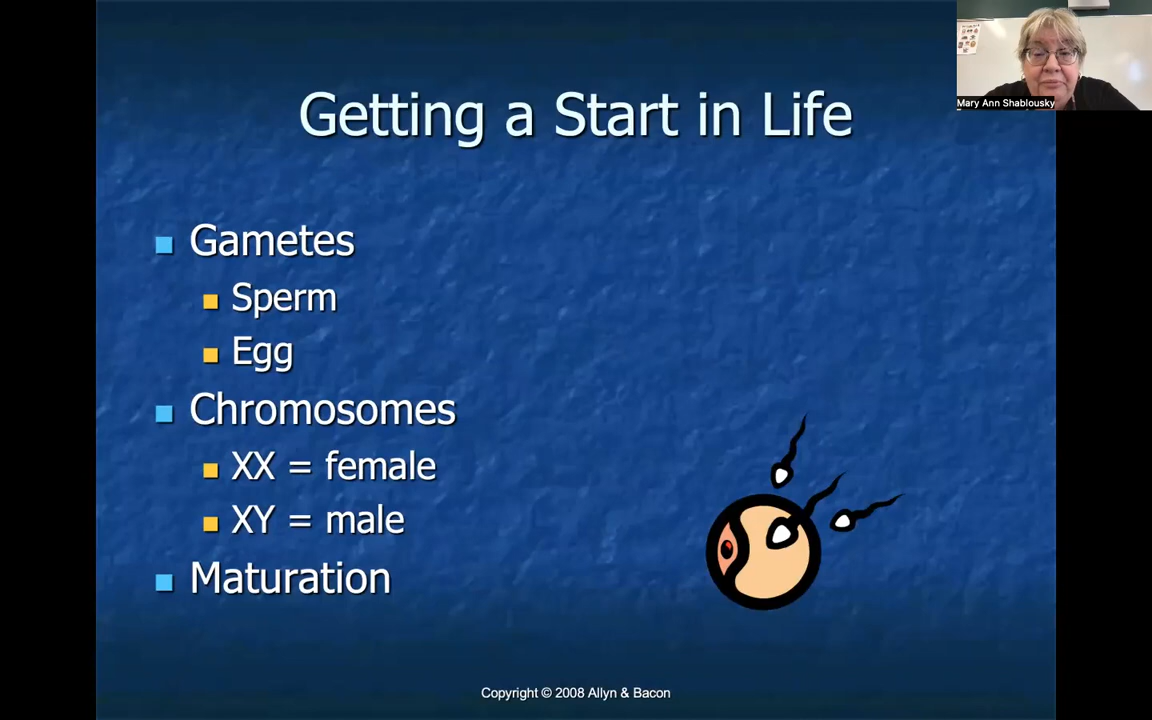 Getting a Start in Life
Mary Ann Shablousky
Gametes
Sperm
Egg
Chromosomes
XX = female
XY = male
Maturation
Copyright © 2008 Allyn & Bacon